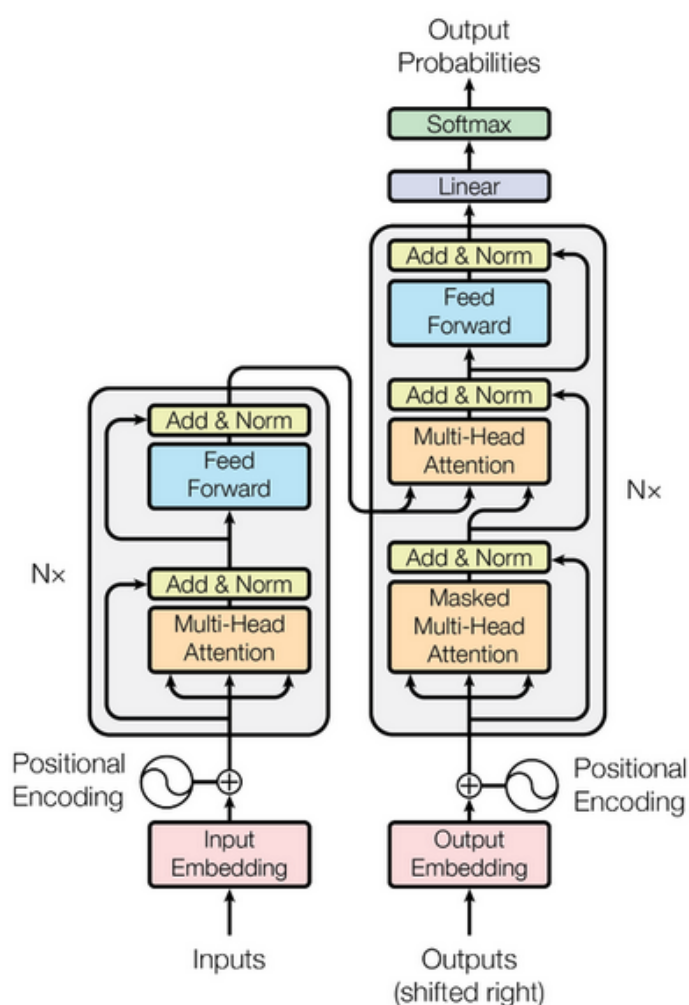 Output
Probabilities
Softmax
Linear
Add & Norm
Feed
Forward
Add & Norm
Multi-Head
Attention
Nx
Add & Norm
Masked
Multi-Head
Attention
Add & Norm
Feed
Forward
Nx
Add & Norm
Multi-Head
Attention
Positional
Encoding
Positional
Encoding
Input
Embedding
Output
Embedding
Inputs
Outputs
(shifted right)